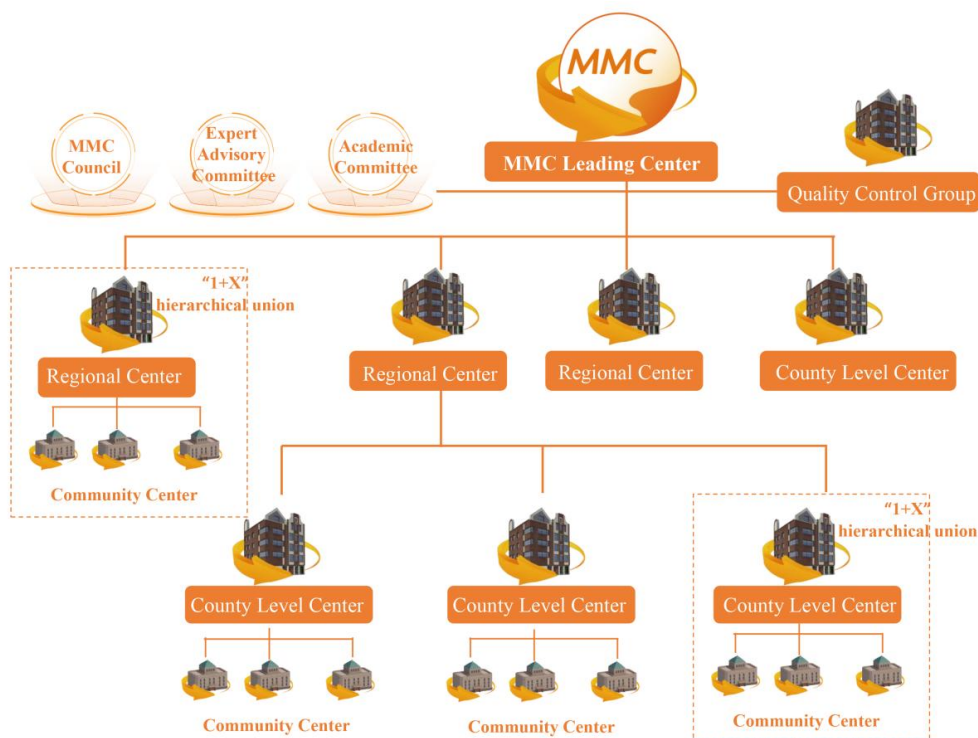 MMC
MMC
Council
Expert
Advisory
Committee
Academic
Committee
MMC Leading Center
Quality Control Group
“1+X”
hierarchical union
Regional Center
Regional Center
Regional Center
County Level Center
Community Center
“1+X”
hierarchical union
County Level Center
County Level Center
County Level Center
Community Center
Community Center
Community Center